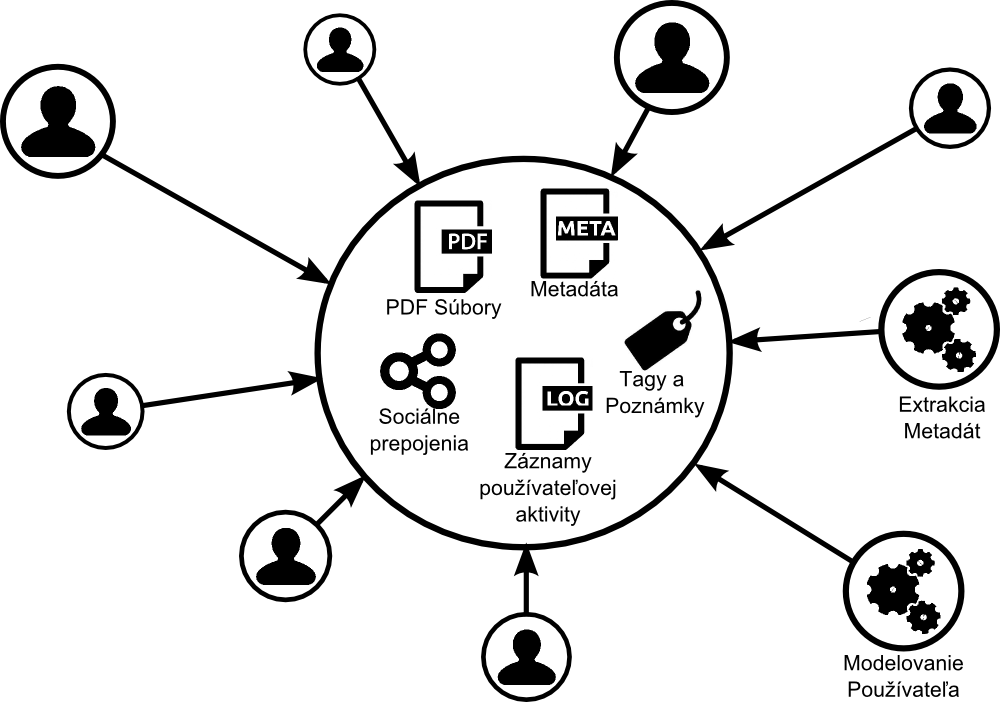 PDF
META
PDF Súbory
Metadáta
Sociálne
prepojenia
LOG
Tagy a
Poznámky
Záznamy
používateľovej
aktivity
Extrakcia
Metadát
Modelovanie
Používateľa